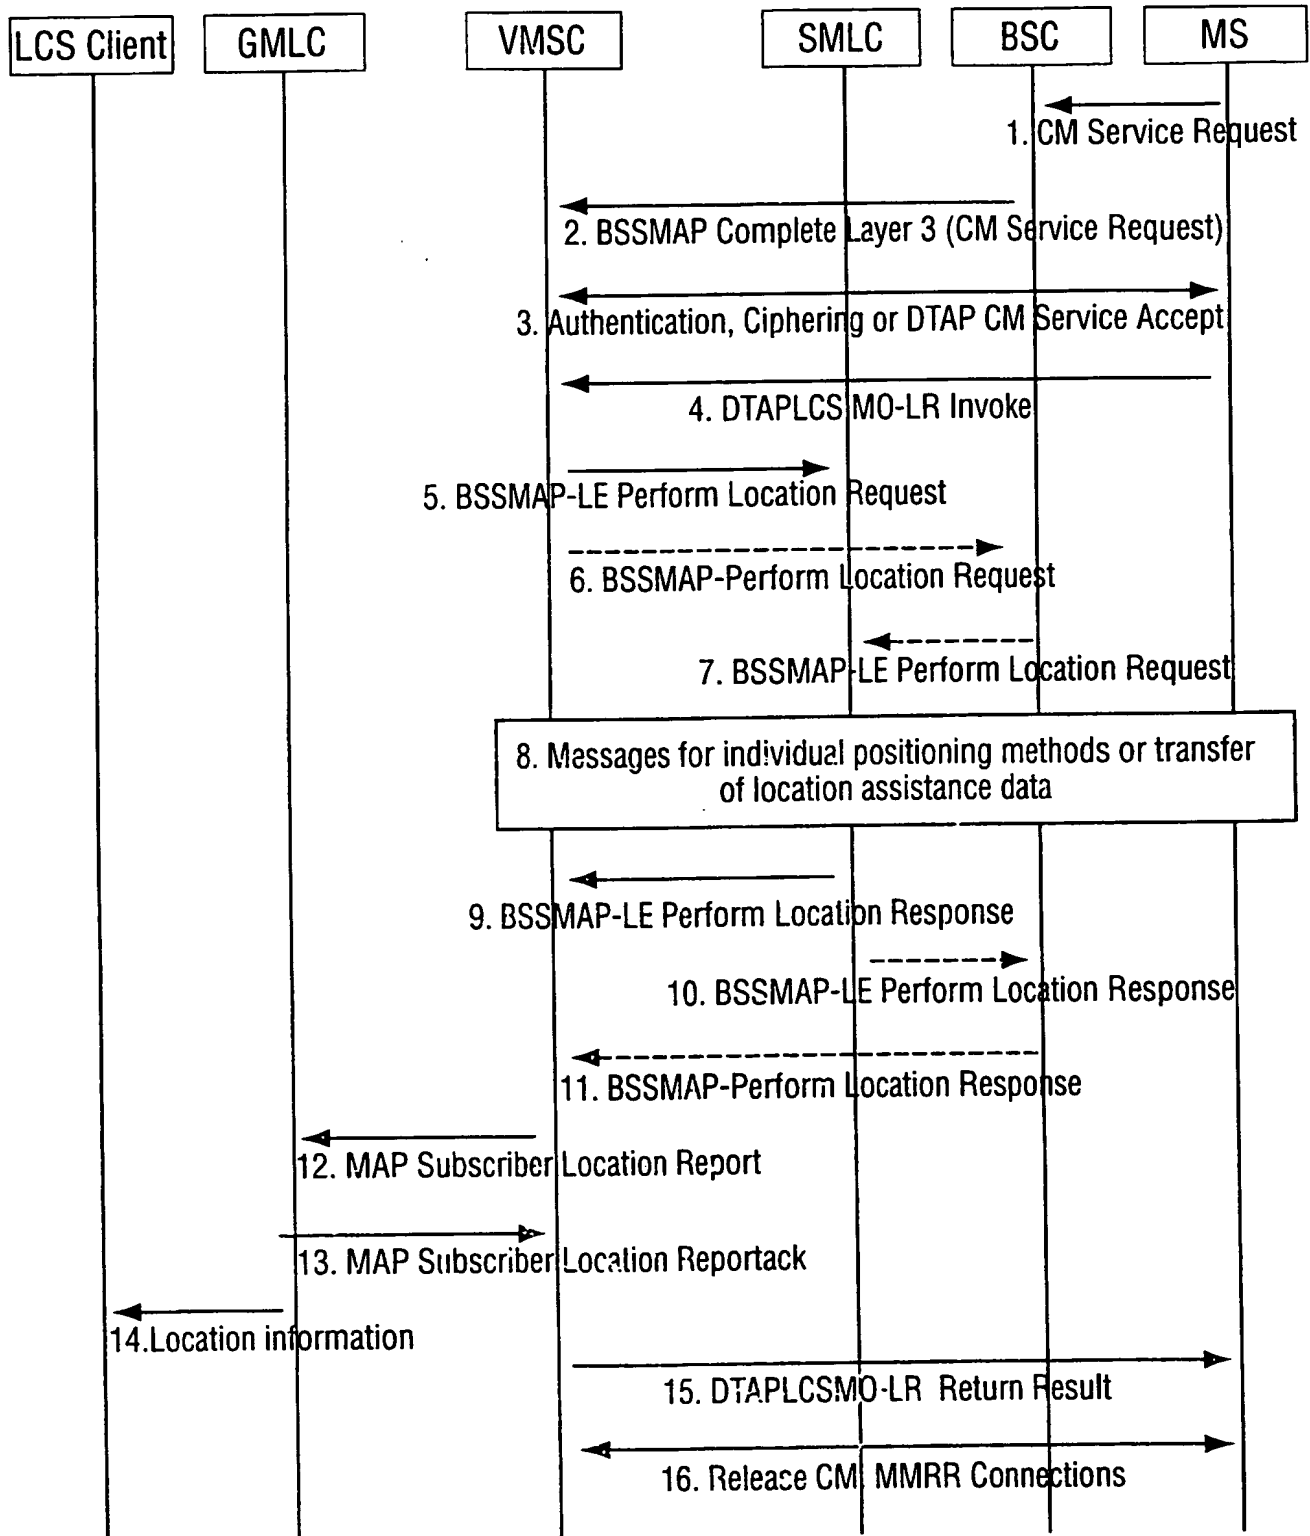 LCS Client GMLC VMSC SMLC BSC MS
1. CM Service Request
2. BSSMAP Complete Layer 3 (CM Service Request)
3. Authentication, Ciphering or DTAP CM Service Accept
4. DTAPLCS MO-LR Invoke
5. BSSMAP-LE Perform Location Request
6. BSSMAP-Perform Location Request
7. BSSMAP-LE Perform Location Request
8. Messages for individual positioning methods or transfer
of location assistance data
9. BSSMAP-LE Perform Location Response
10. BSSMAP-LE Perform Location Response
11. BSSMAP-Perform Location Response
12. MAP Subscriber Location Report
13. MAP Subscriber Location Reportack
14.Location information
15. DTAPLCSMO-LR Return Result
16. Release CM MMRR Connections